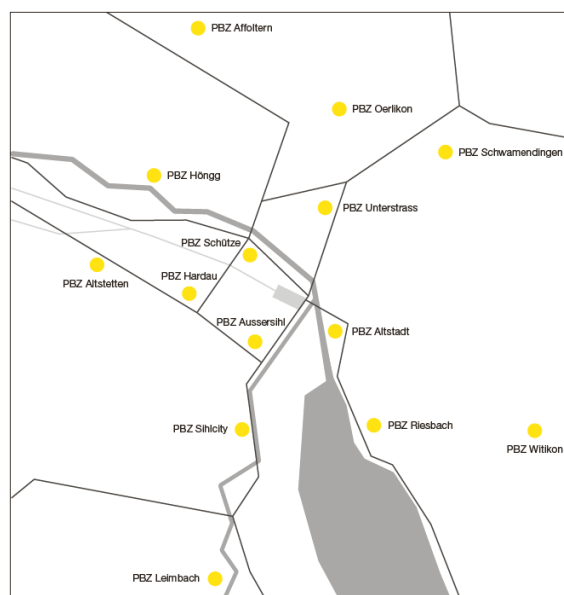 PBZ Affoltern
PBZ Oerlikon
PBZ Schwamendingen
PBZ Höngg
PBZ Unterstrass
PBZ Schütze
PBZ Hardau
PBZ Altstetten
PBZ Aussersihl
PBZ Altstadt
PBZ Sihlcity
PBZ Riesbach
PBZ Witikon
PBZ Leimbach